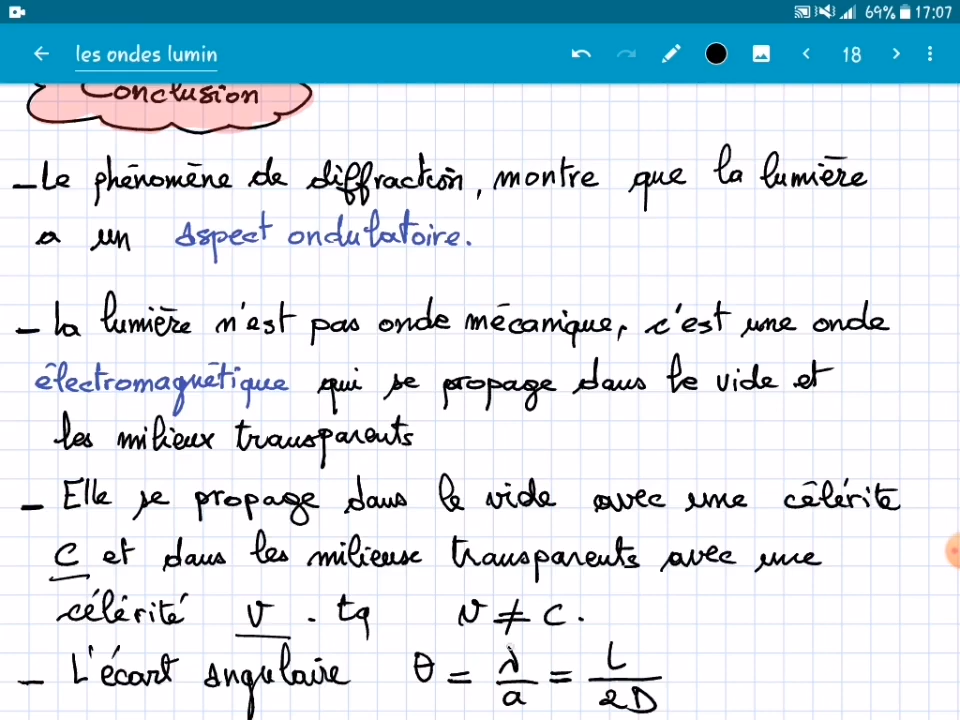 69% 17:07
les ondes lumin
18
Conclusion
- Le phénomène de diffraction, montre que la lumière
a un aspect ondulatoire.
- La lumière n'est pas onde mécanique, c'est une onde
électromagnétique qui se propage dans le vide et
les milieux transparents
- Elle se propage dans le vide avec une célérité
C et dans les milieux transparents avec une
célérité V . tq V ≠ C .
- L'écart angulaire θ = λ/a = L/2D